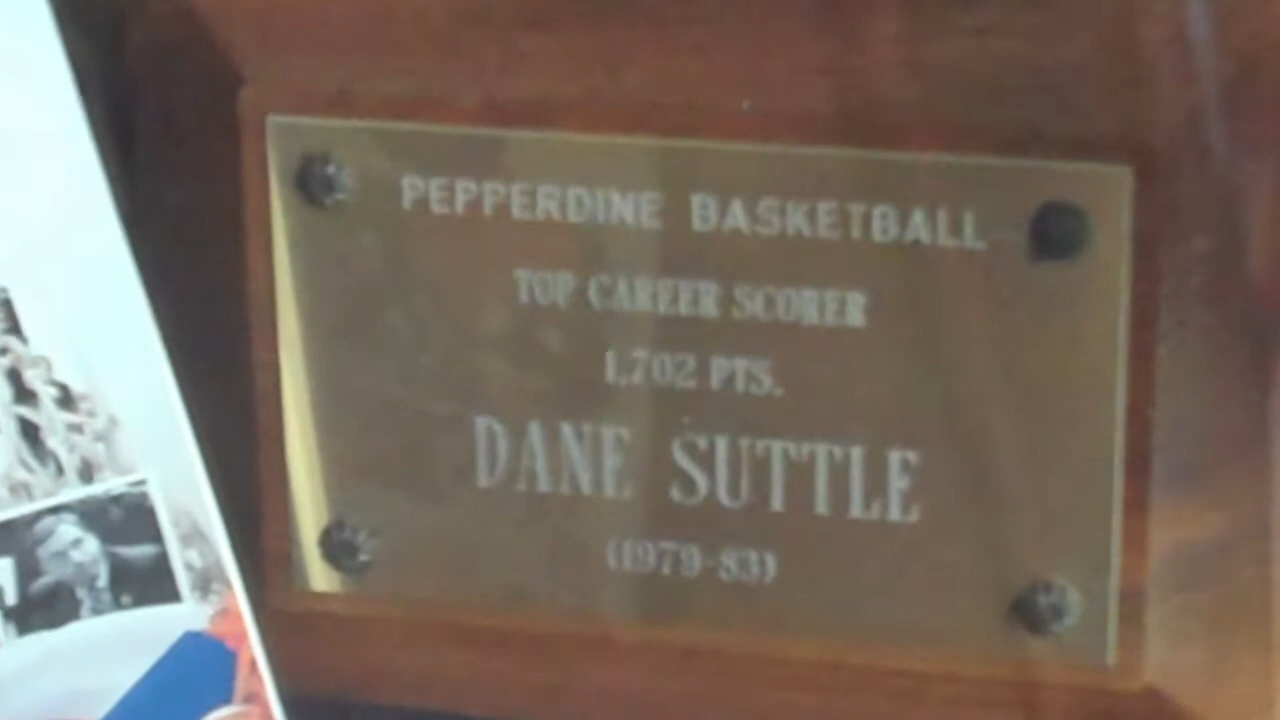 PEPPERDINE BASKETBALL
TOP CAREER SCORER
1,702 PTS.
DANE SUTTLE
(1979-83)